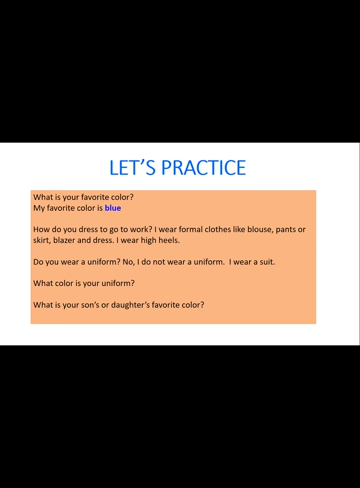 LET'S PRACTICE
What is your favorite color?
My favorite color is blue
How do you dress to go to work? I wear formal clothes like blouse, pants or
skirt, blazer and dress. I wear high heels.
Do you wear a uniform? No, I do not wear a uniform.  I wear a suit.
What color is your uniform?
What is your son's or daughter's favorite color?